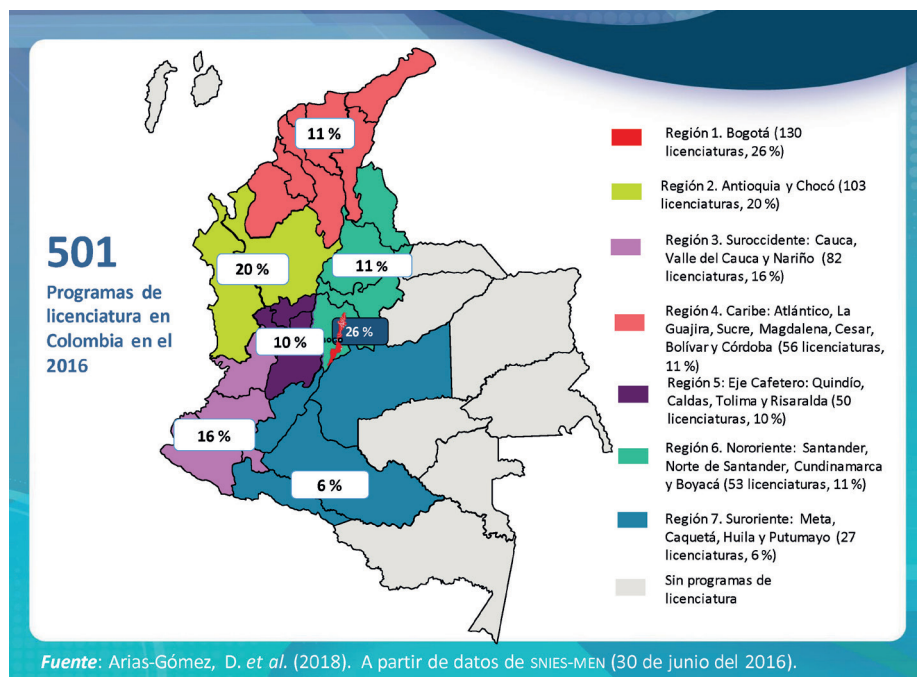 501
Programas de
licenciatura en
Colombia en el
2016
11 %
20 %
11 %
26 %
10 %
16 %
6 %
Región 1. Bogotá (130
licenciaturas, 26 %)
Región 2. Antioquia y Chocó (103
licenciaturas, 20 %)
Región 3. Suroccidente: Cauca,
Valle del Cauca y Nariño (82
licenciaturas, 16 %)
Región 4. Caribe: Atlántico, La
Guajira, Sucre, Magdalena, Cesar,
Bolívar y Córdoba (56 licenciaturas,
11 %)
Región 5: Eje Cafetero: Quindío,
Caldas, Tolima y Risaralda (50
licenciaturas, 10 %)
Región 6. Nororiente: Santander,
Norte de Santander, Cundinamarca
y Boyacá (53 licenciaturas, 11 %)
Región 7. Suroriente: Meta,
Caquetá, Huila y Putumayo (27
licenciaturas, 6 %)
Sin programas de
licenciatura
Fuente: Arias-Gómez, D. et al. (2018). A partir de datos de SNIES-MEN (30 de junio del 2016).